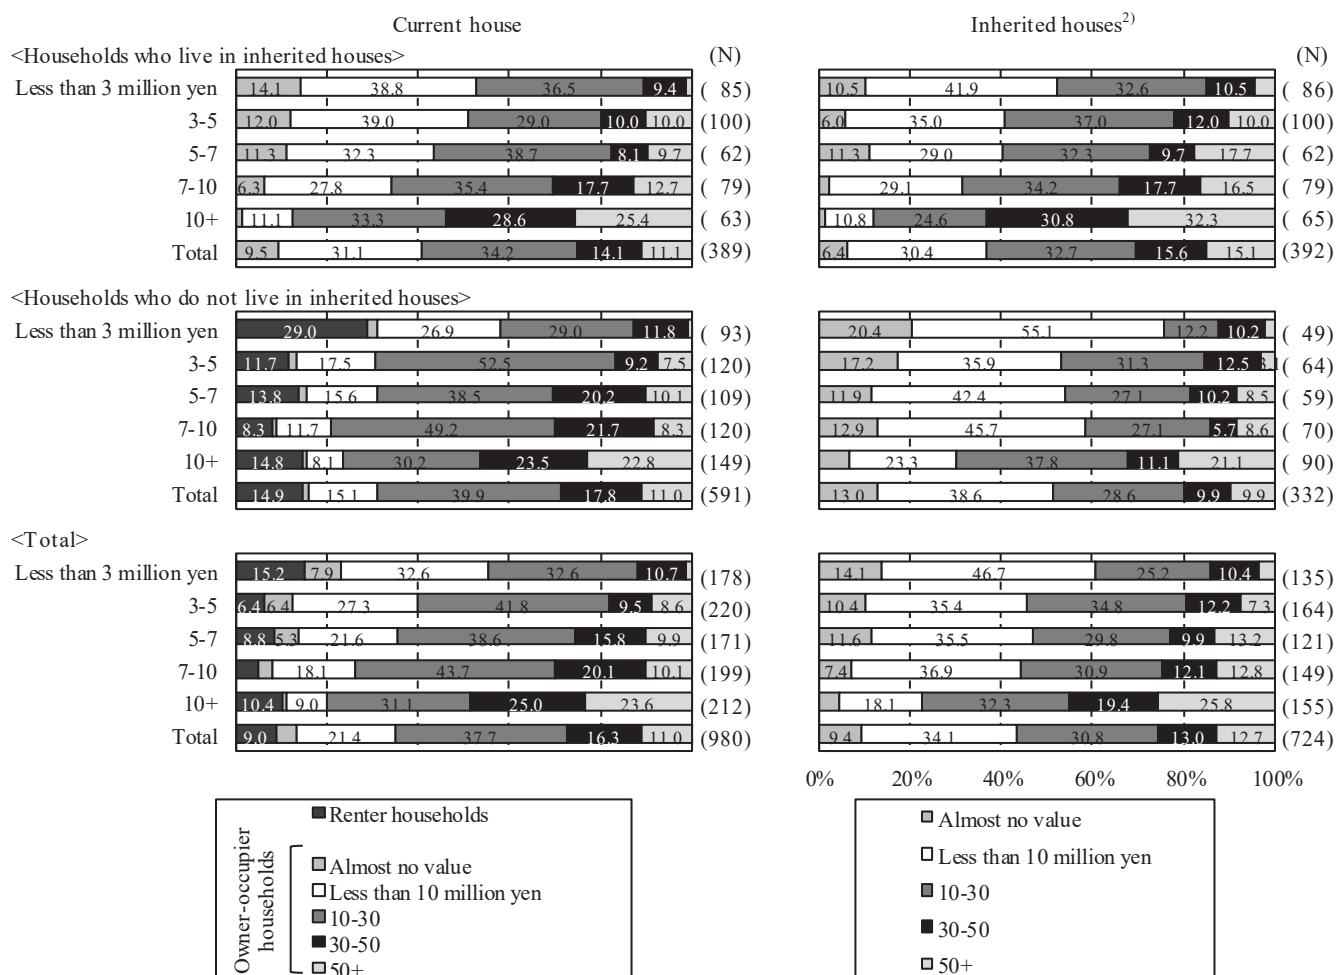 Current house Inherited houses2)
<Households who live in inherited houses> (N) (N)
Less than 3 million yen 14.1 38.8 36.5 9.4 ( 85) 10.5 41.9 32.6 10.5 ( 86)
3-5 12.0 39.0 29.0 10.0 10.0 (100) 6.0 35.0 37.0 12.0 10.0 (100)
5-7 11.3 32.3 38.7 8.1 9.7 ( 62) 11.3 29.0 32.3 9.7 17.7 ( 62)
7-10 6.3 27.8 35.4 17.7 12.7 ( 79) 29.1 34.2 17.7 16.5 ( 79)
10+ 11.1 33.3 28.6 25.4 ( 63) 10.8 24.6 30.8 32.3 ( 65)
Total 9.5 31.1 34.2 14.1 11.1 (389) 6.4 30.4 32.7 15.6 15.1 (392)
<Households who do not live in inherited houses>
Less than 3 million yen 29.0 26.9 29.0 11.8 ( 93) 20.4 55.1 12.2 10.2 ( 49)
3-5 11.7 17.5 52.5 9.2 7.5 (120) 17.2 35.9 31.3 12.5 3.1 ( 64)
5-7 13.8 15.6 38.5 20.2 10.1 (109) 11.9 42.4 27.1 10.2 8.5 ( 59)
7-10 8.3 11.7 49.2 21.7 8.3 (120) 12.9 45.7 27.1 5.7 8.6 ( 70)
10+ 14.8 8.1 30.2 23.5 22.8 (149) 23.3 37.8 11.1 21.1 ( 90)
Total 14.9 15.1 39.9 17.8 11.0 (591) 13.0 38.6 28.6 9.9 9.9 (332)
<Total>
Less than 3 million yen 15.2 7.9 32.6 32.6 10.7 (178) 14.1 46.7 25.2 10.4 (135)
3-5 6.4 6.4 27.3 41.8 9.5 8.6 (220) 10.4 35.4 34.8 12.2 7.3 (164)
5-7 8.8 5.3 21.6 38.6 15.8 9.9 (171) 11.6 35.5 29.8 9.9 13.2 (121)
7-10 18.1 43.7 20.1 10.1 (199) 7.4 36.9 30.9 12.1 12.8 (149)
10+ 10.4 9.0 31.1 25.0 23.6 (212) 18.1 32.3 19.4 25.8 (155)
Total 9.0 21.4 37.7 16.3 11.0 (980) 9.4 34.1 30.8 13.0 12.7 (724)
0% 20% 40% 60% 80% 100%
Renter households
Owner-occupier
households
Almost no value
Less than 10 million yen
10-30
30-50
50+
Almost no value
Less than 10 million yen
10-30
30-50
50+